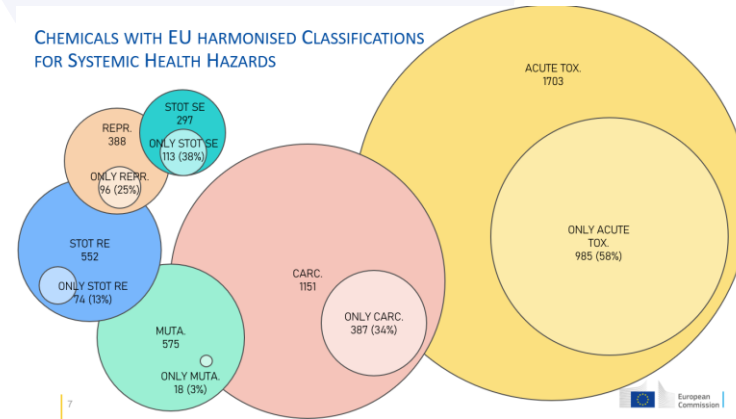 CHEMICALS WITH EU HARMONISED CLASSIFICATIONS
FOR SYSTEMIC HEALTH HAZARDS
ACUTE TOX.
1703
STOT SE
297
ONLY STOT SE
113 (38%)
REPR.
388
ONLY REPR.
96 (25%)
STOT RE
552
ONLY STOT RE
74 (13%)
MUTA.
575
ONLY MUTA.
18 (3%)
CARC.
1151
ONLY CARC.
387 (34%)
ONLY ACUTE
TOX.
985 (58%)
7
European
Commission